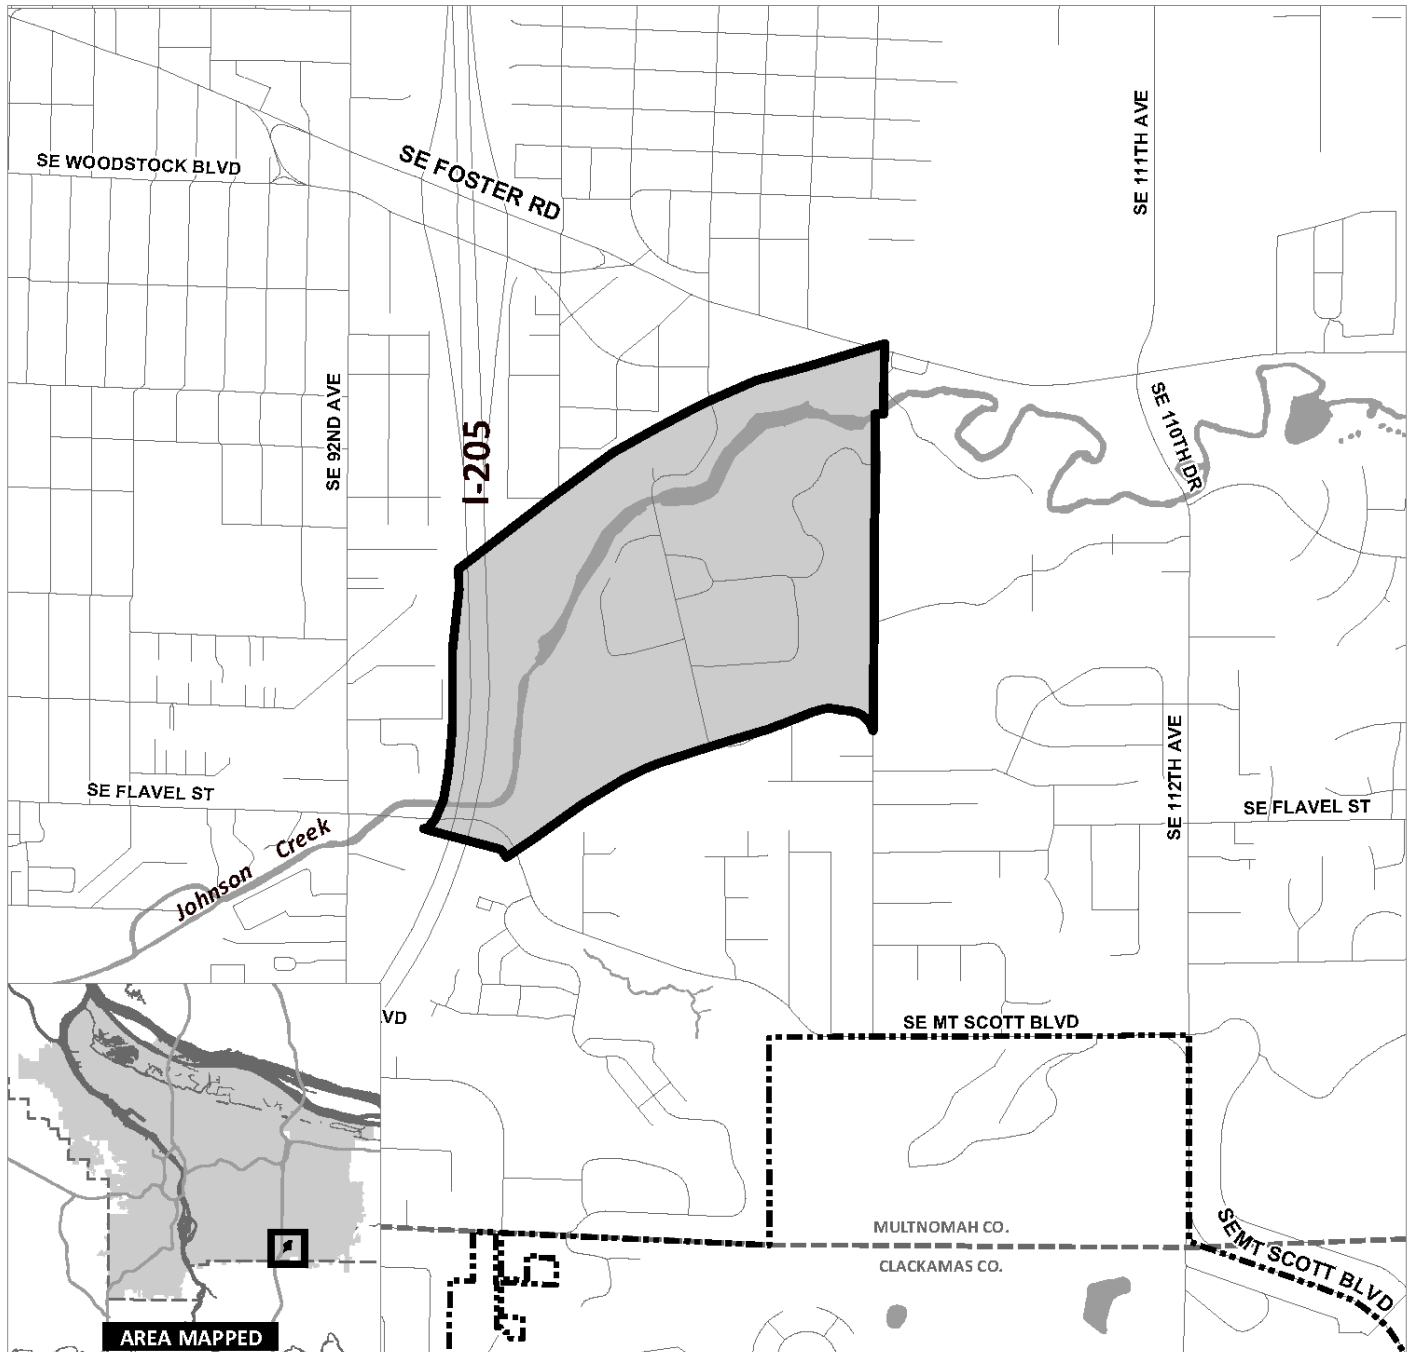 SE WOODSTOCK BLVD
SE FOSTER RD
SE 111TH AVE
SE 92ND AVE
I-205
SE 110TH DR
SE 112TH AVE
SE FLAVEL ST
SE FLAVEL ST
Johnson Creek
VD
SE MT SCOTT BLVD
MULTNOMAH CO.
CLACKAMAS CO.
SE MT SCOTT BLVD
AREA MAPPED